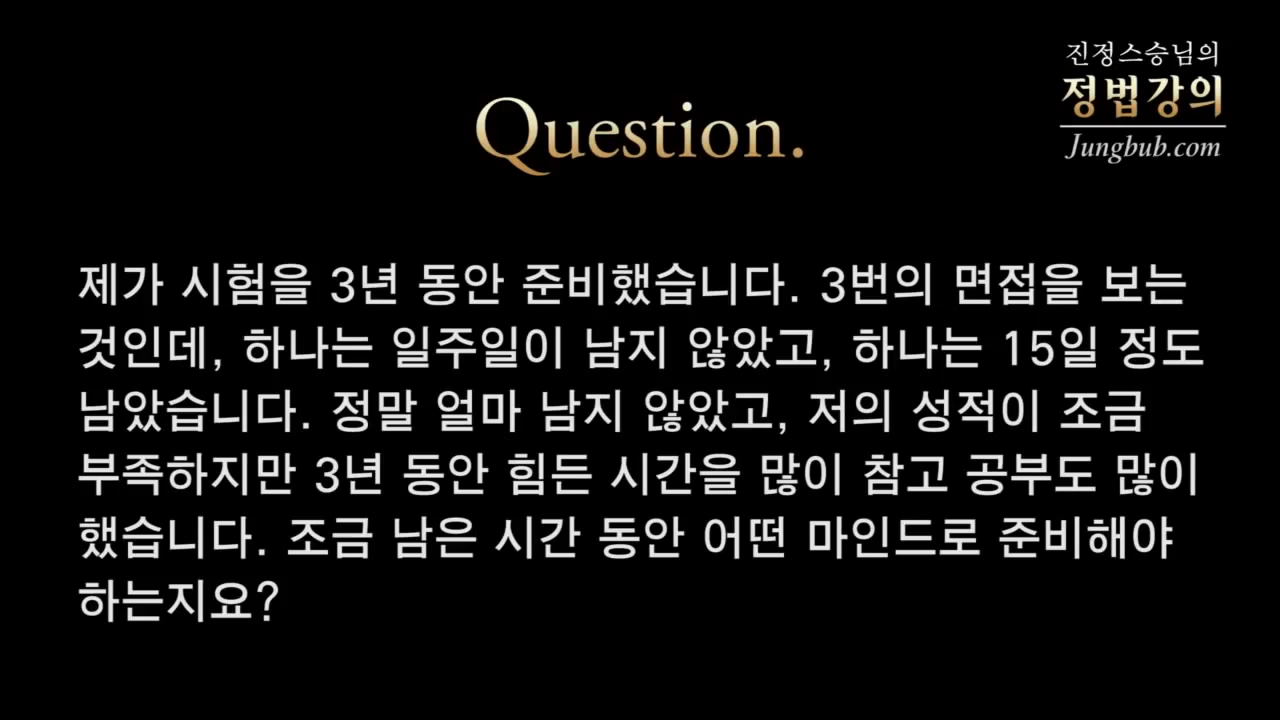 진정스승님의
정법강의
Jungbub.com
Question.
제가 시험을 3년 동안 준비했습니다. 3번의 면접을 보는
것인데, 하나는 일주일이 남지 않았고, 하나는 15일 정도
남았습니다. 정말 얼마 남지 않았고, 저의 성적이 조금
부족하지만 3년 동안 힘든 시간을 많이 참고 공부도 많이
했습니다. 조금 남은 시간 동안 어떤 마인드로 준비해야
하는지요?